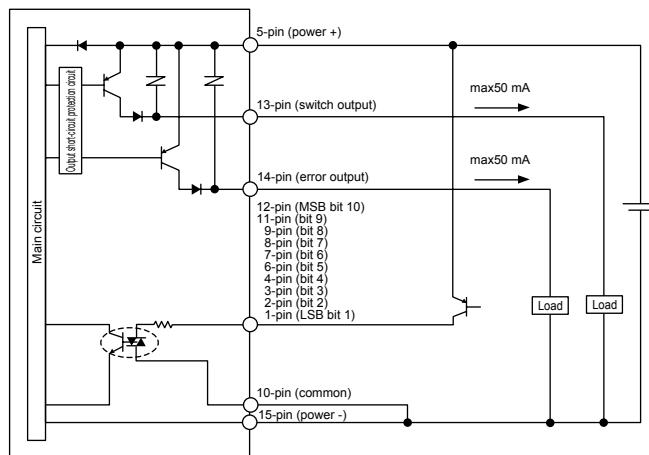 5-pin (power +)
max50 mA
13-pin (switch output)
max50 mA
14-pin (error output)
12-pin (MSB bit 10)
11-pin (bit 9)
9-pin (bit 8)
8-pin (bit 7)
7-pin (bit 6)
6-pin (bit 5)
4-pin (bit 4)
3-pin (bit 3)
2-pin (bit 2)
1-pin (LSB bit 1)
10-pin (common)
15-pin (power -)
Main circuit
Output short-circuit protection circuit
Load
Load